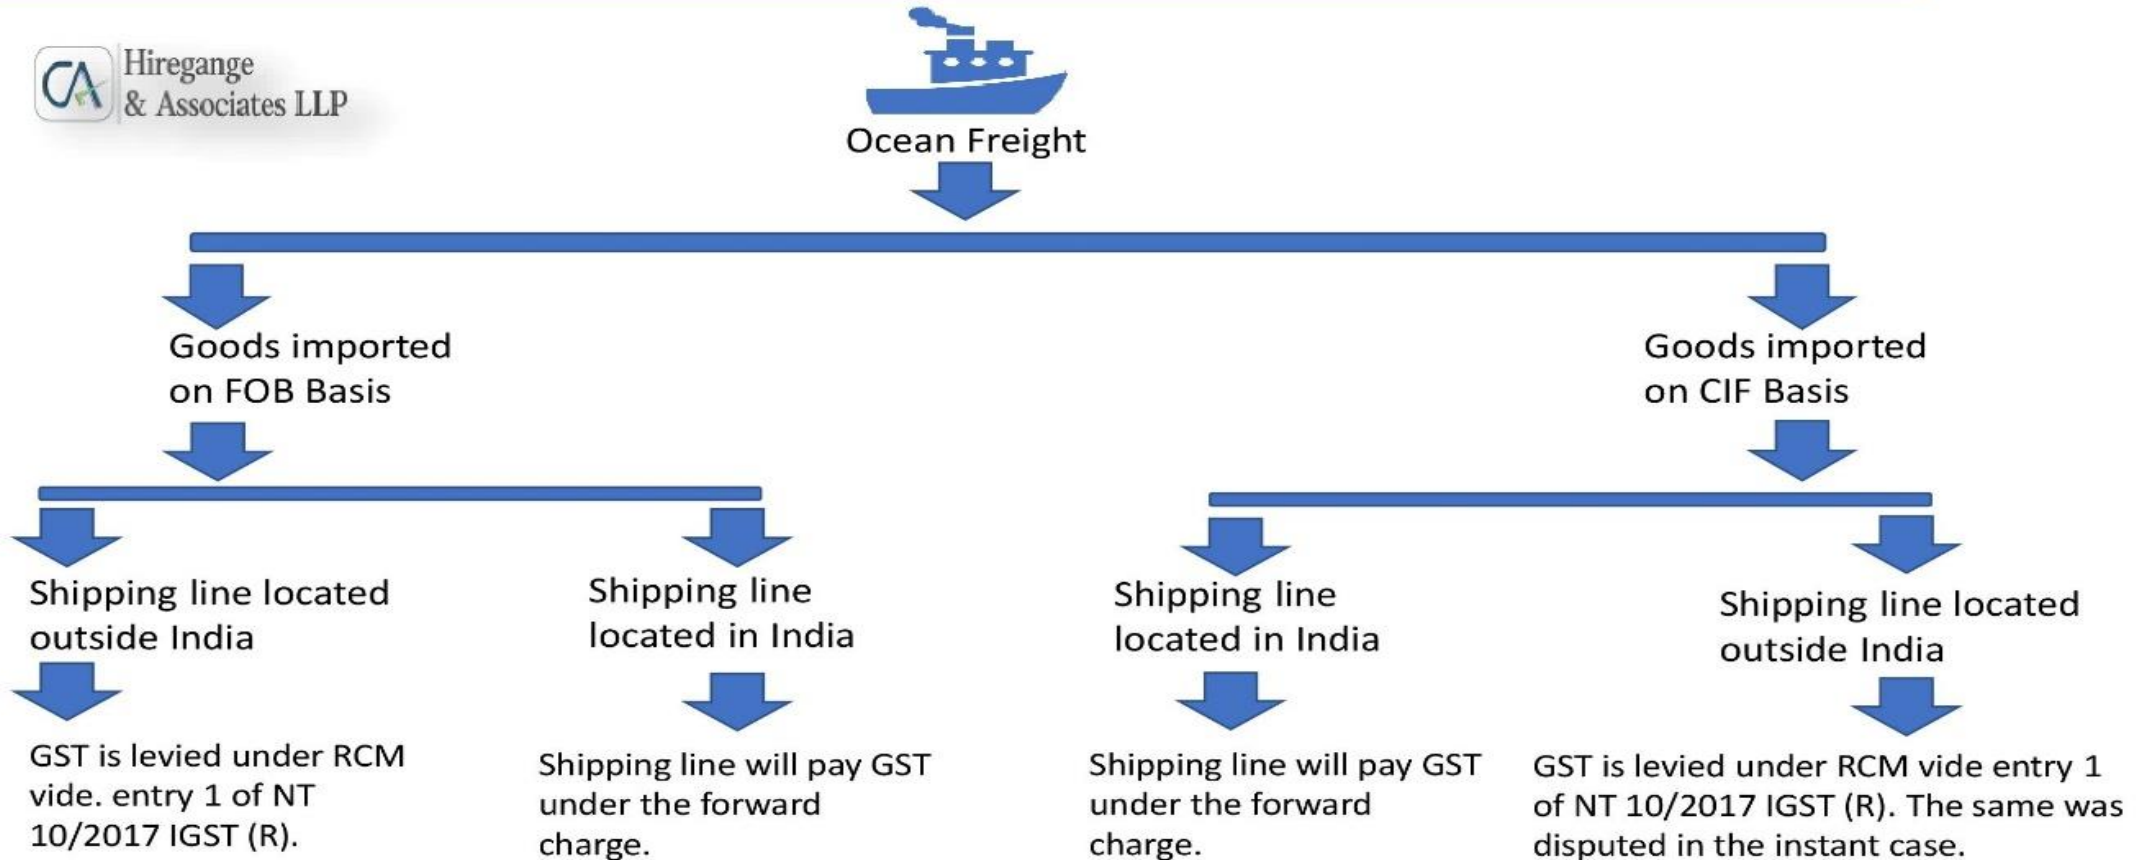 CA
Hiregange
& Associates LLP
Ocean Freight
Goods imported
on FOB Basis
Goods imported
on CIF Basis
Shipping line located
outside India
Shipping line
located in India
Shipping line
located in India
Shipping line located
outside India
GST is levied under RCM
vide. entry 1 of NT
10/2017 IGST (R).
Shipping line will pay GST
under the forward
charge.
Shipping line will pay GST
under the forward
charge.
GST is levied under RCM vide entry 1
of NT 10/2017 IGST (R). The same was
disputed in the instant case.